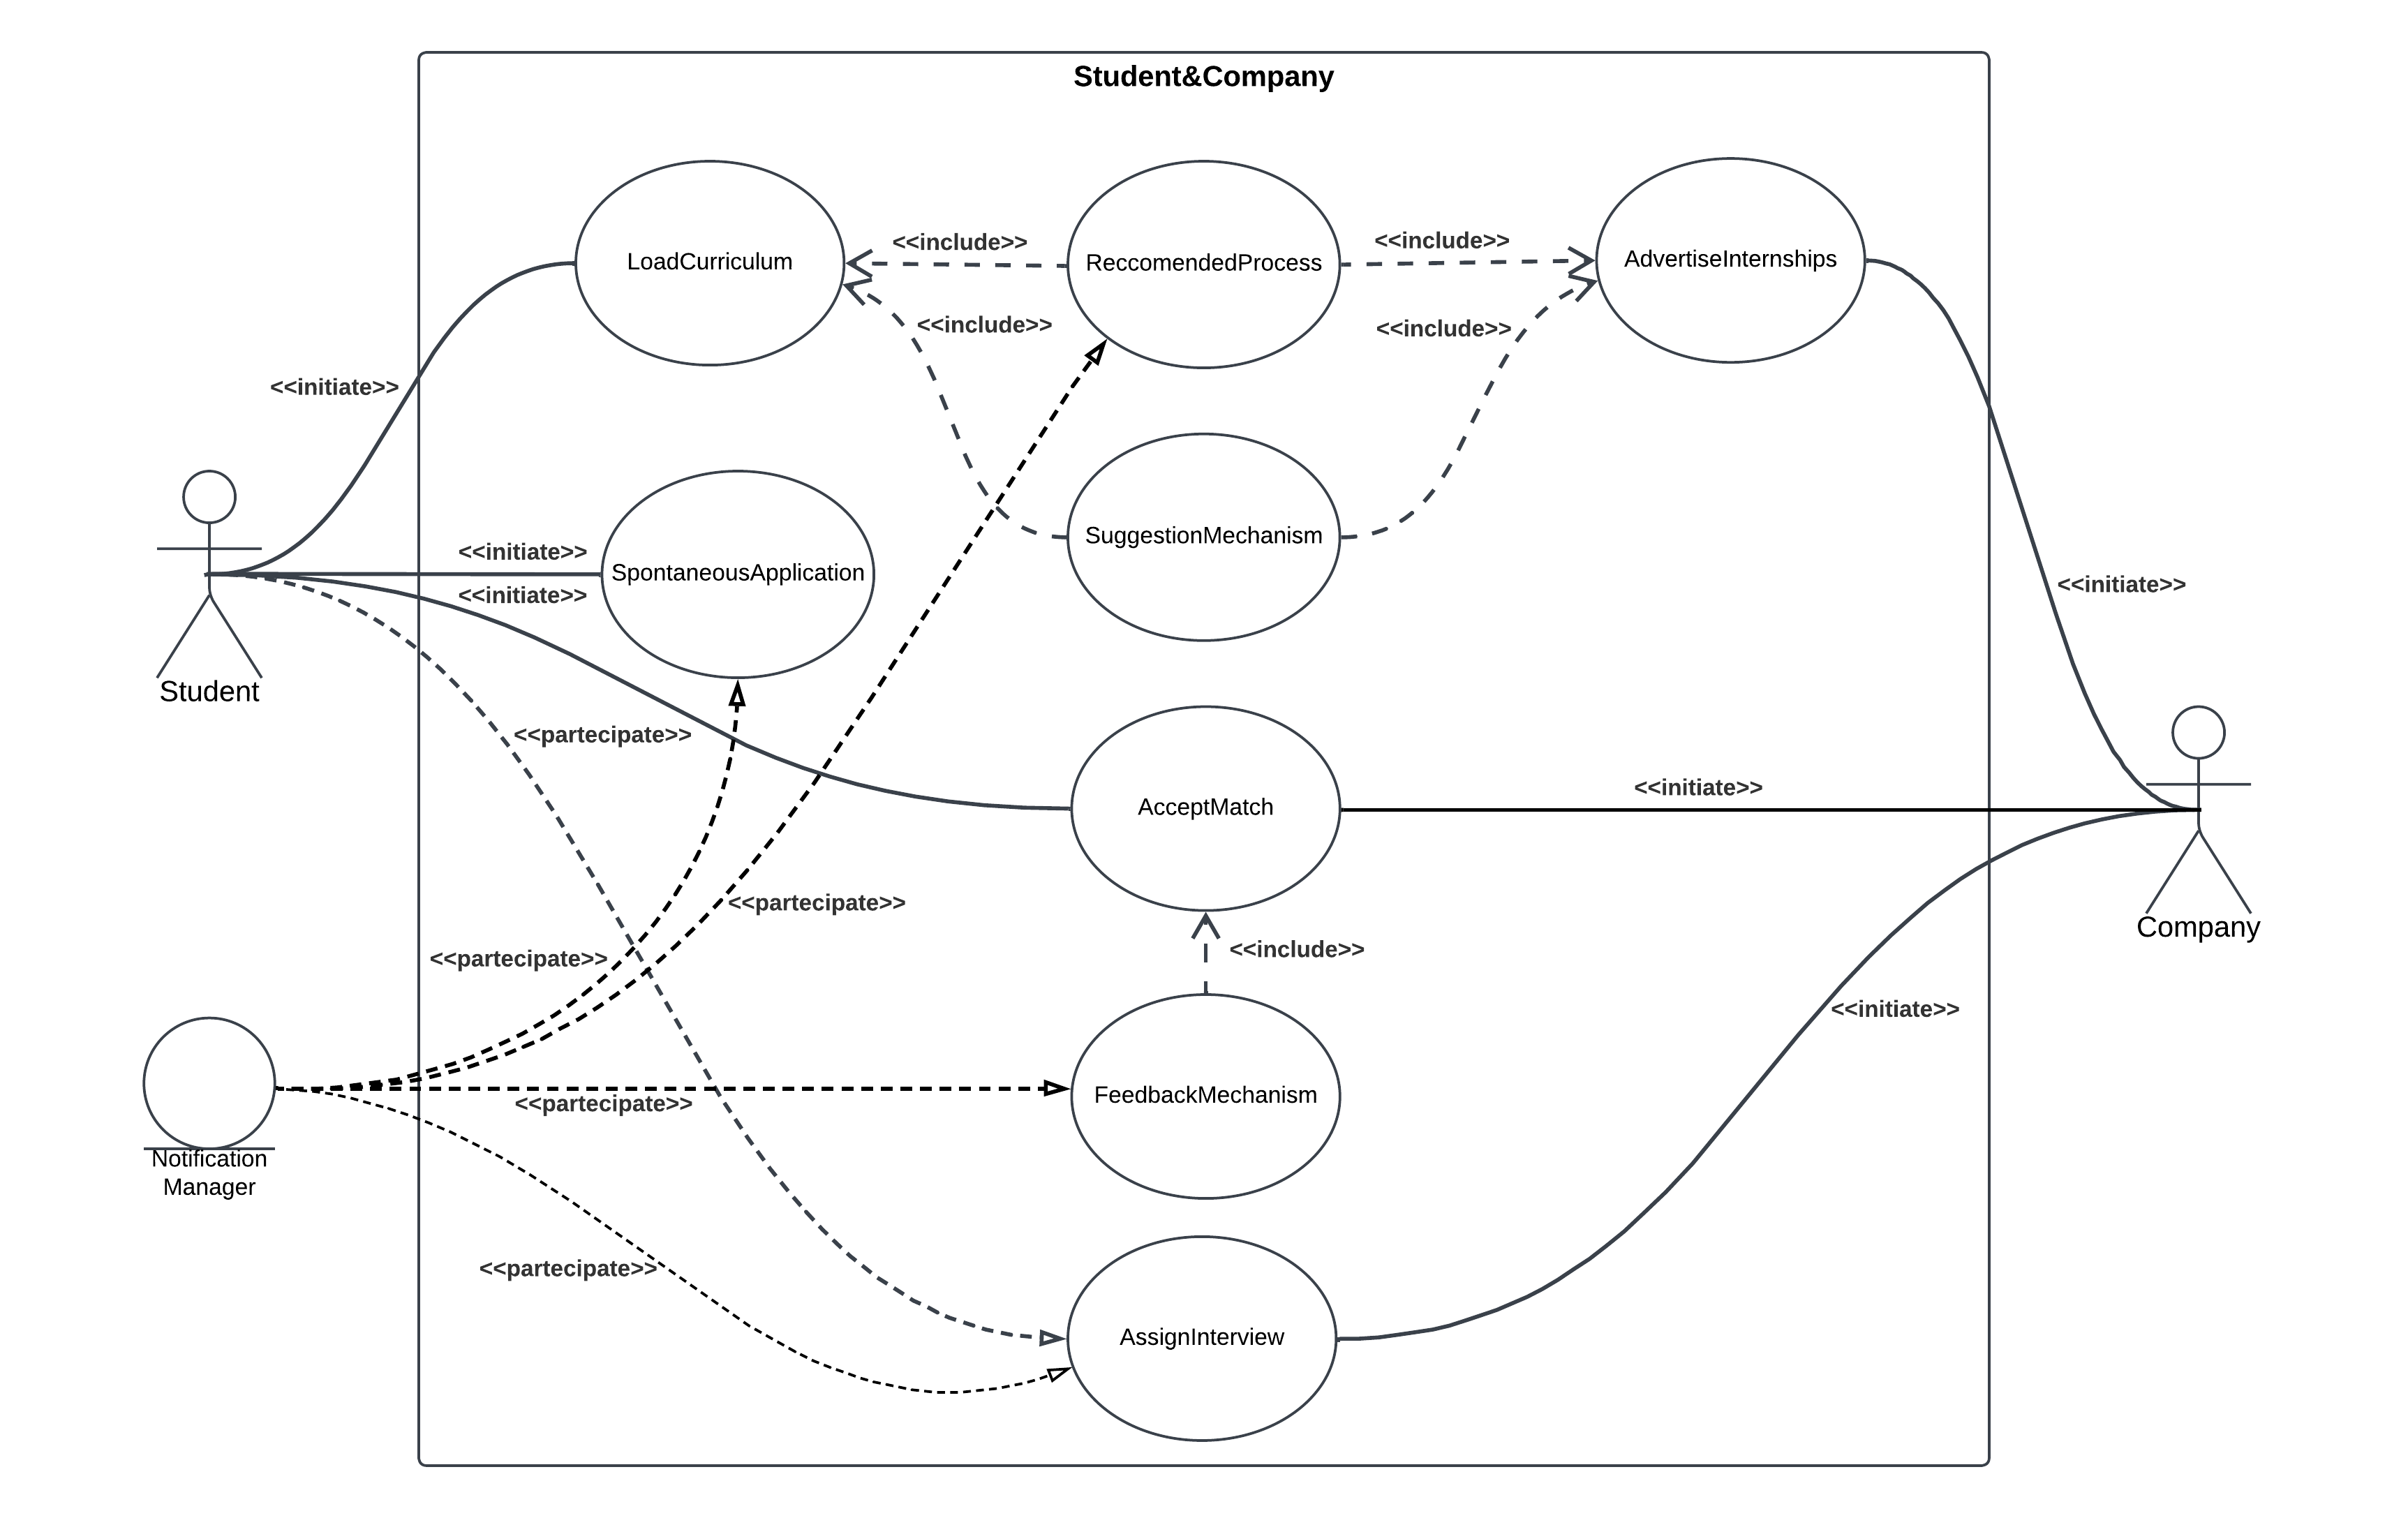 Student&Company
LoadCurriculum
<<include>>
ReccomendedProcess
<<include>>
AdvertiseInternships
<<include>>
<<include>>
<<initiate>>
<<initiate>>
SpontaneousApplication
<<initiate>>
SuggestionMechanism
<<initiate>>
Student
<<partecipate>>
AcceptMatch
<<initiate>>
Company
<<partecipate>>
<<partecipate>>
<<include>>
<<initiate>>
<<partecipate>>
FeedbackMechanism
Notification
Manager
<<partecipate>>
AssignInterview